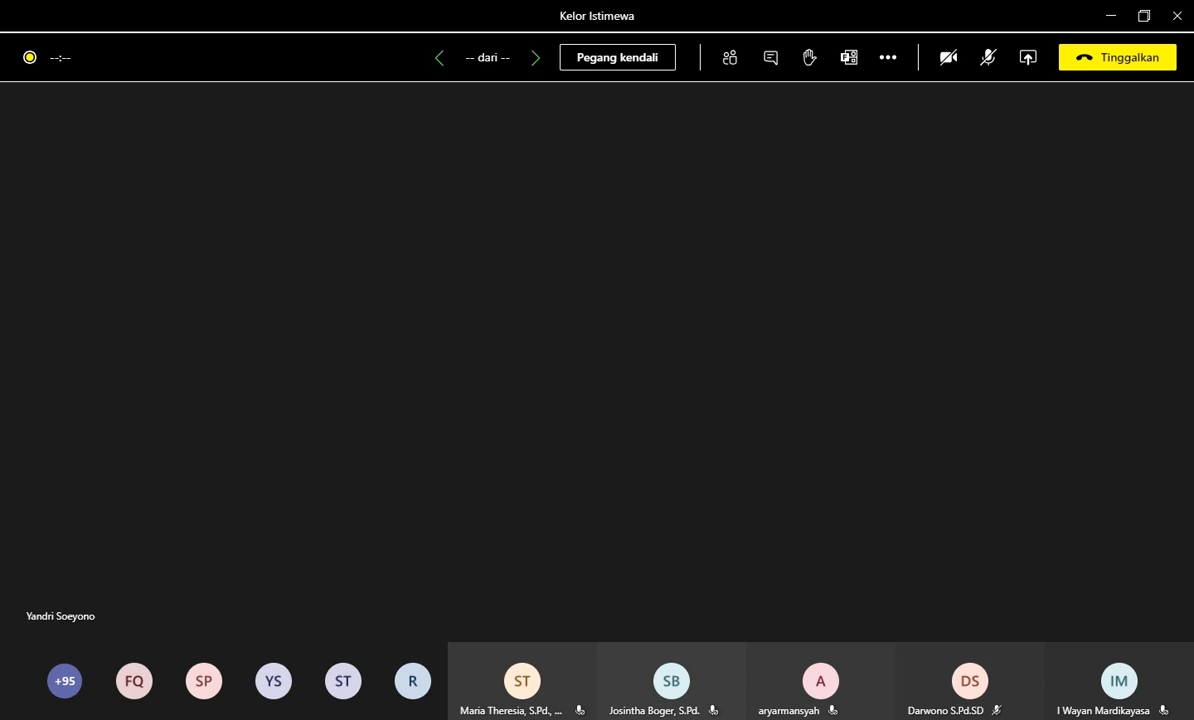 Kelor Istimewa
--:--
-- dari --
Pegang kendali
Tinggalkan
Yandri Soeyono
+95
FQ
SP
YS
ST
R
ST
SB
A
DS
IM
Maria Theresia, S.Pd., ...
Josintha Boger, S.Pd.
aryarmansyah
Darwono S.Pd.SD
I Wayan Mardikayasa